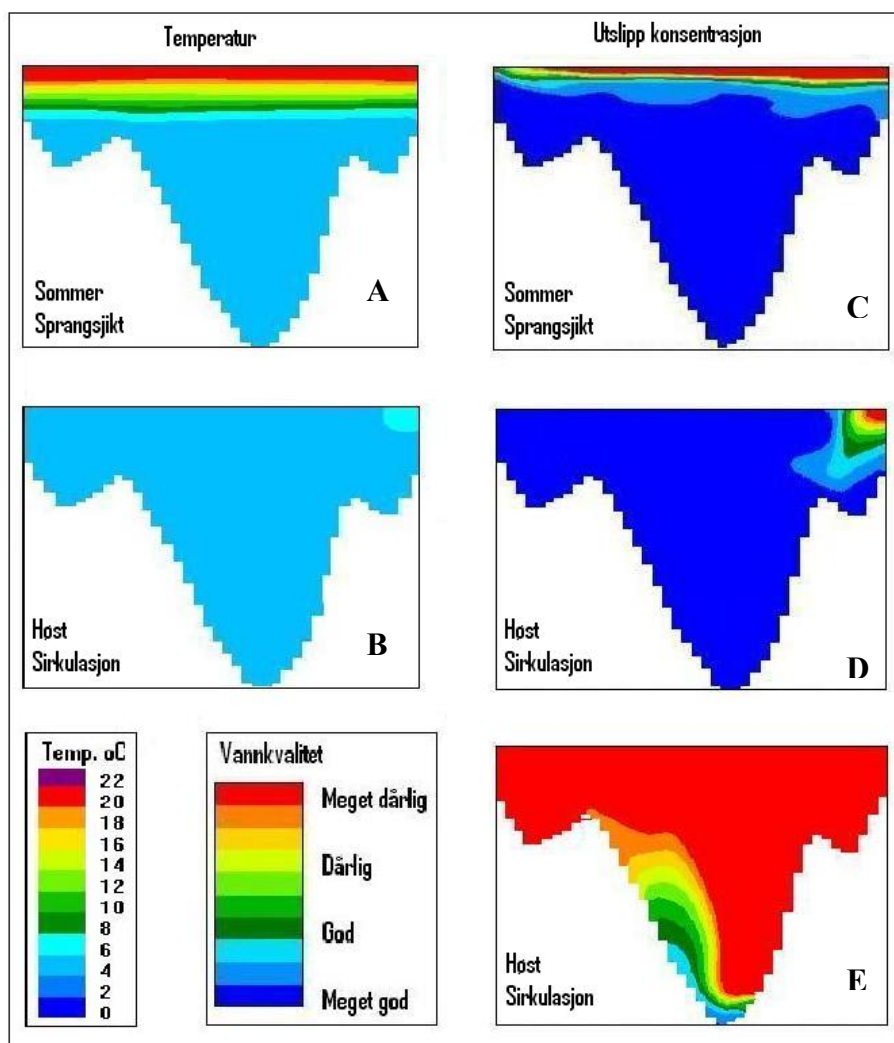 Temperatur
Utslipp konsentrasjon
Sommer
Sprangsjikt
A
Sommer
Sprangsjikt
C
Høst
Sirkulasjon
B
Høst
Sirkulasjon
D
Temp. oC
22
20
18
16
14
12
10
8
6
4
2
0
Vannkvalitet
Meget dårlig
Dårlig
God
Meget god
Høst
Sirkulasjon
E